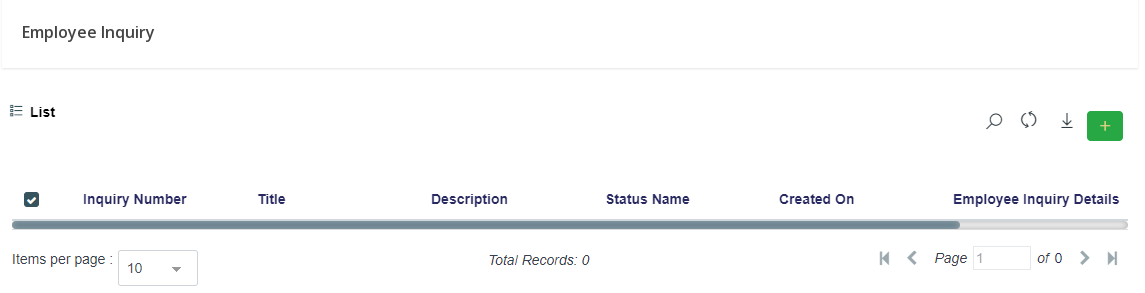 Employee Inquiry
List
+
Inquiry Number Title Description Status Name Created On Employee Inquiry Details
Items per page : 10 Total Records: 0 Page 1 of 0